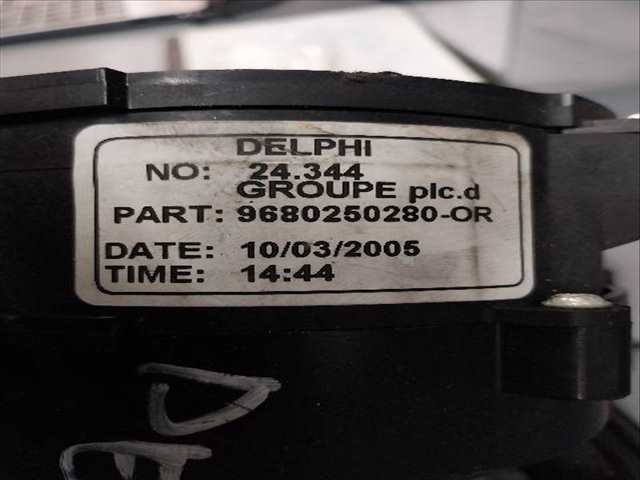 DELPHI
NO: 24.344
GROUPE plc.d
PART: 9680250280-OR
DATE: 10/03/2005
TIME: 14:44